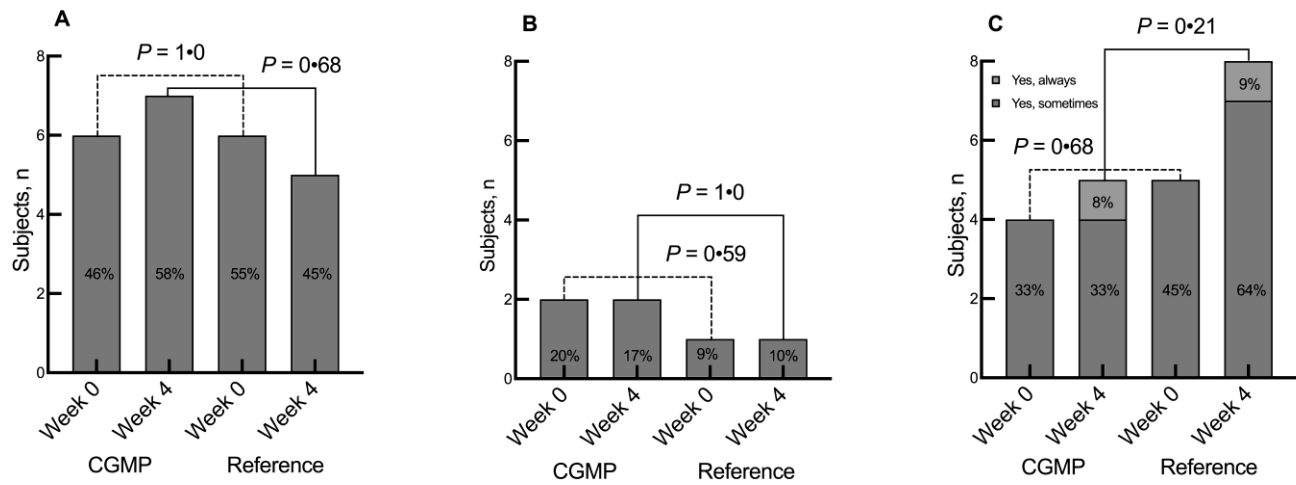 A
P = 1•0
P = 0•68
Subjects, n
8
6
4
2
0
46%
58%
55%
45%
Week 0
Week 4
Week 0
Week 4
CGMP
Reference
B
P = 1•0
P = 0•59
Subjects, n
8
6
4
2
0
20%
17%
9%
10%
Week 0
Week 4
Week 0
Week 4
CGMP
Reference
C
P = 0•21
Yes, always
Yes, sometimes
P = 0•68
Subjects, n
8
6
4
2
0
9%
8%
33%
33%
45%
64%
Week 0
Week 4
Week 0
Week 4
CGMP
Reference